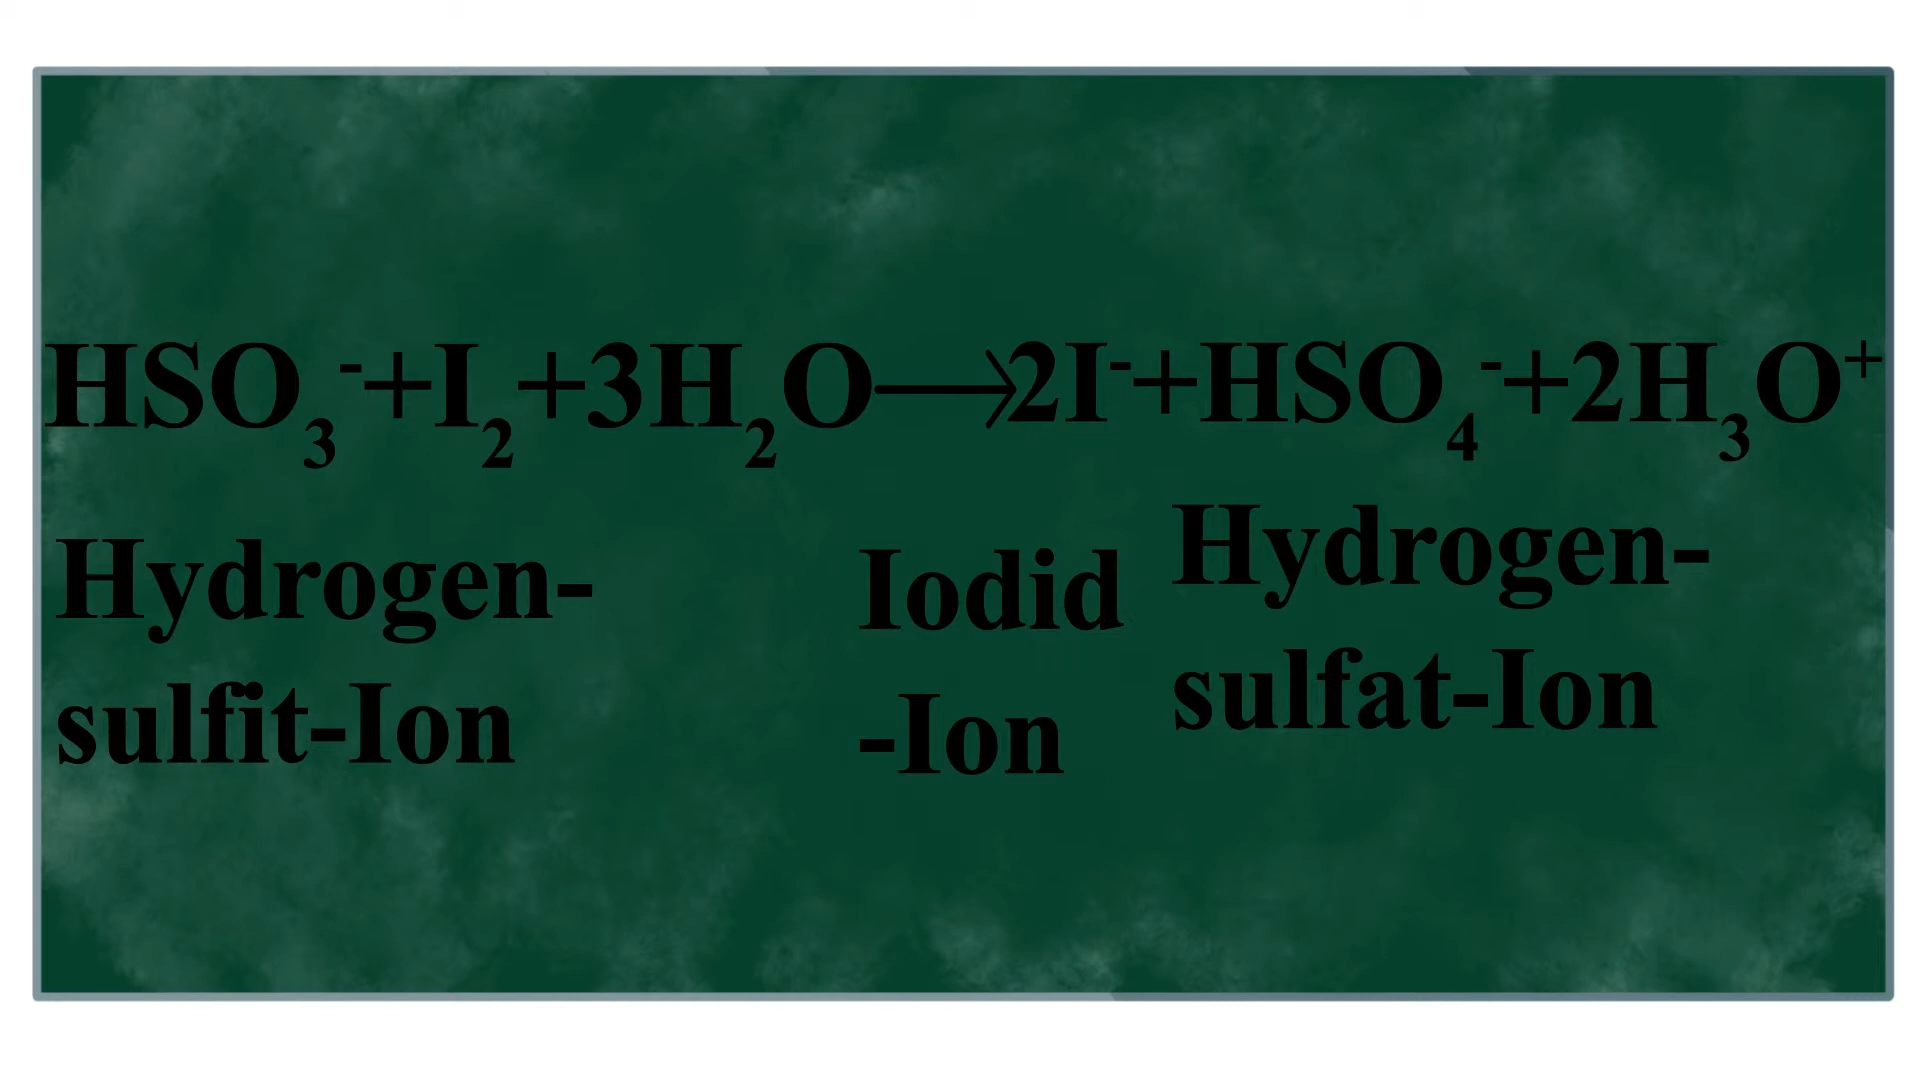 HSO₃⁻+I₂+3H₂O⟶2I⁻+HSO₄⁻+2H₃O⁺
Hydrogen-
sulfit-Ion
Iodid
-Ion
Hydrogen-
sulfat-Ion